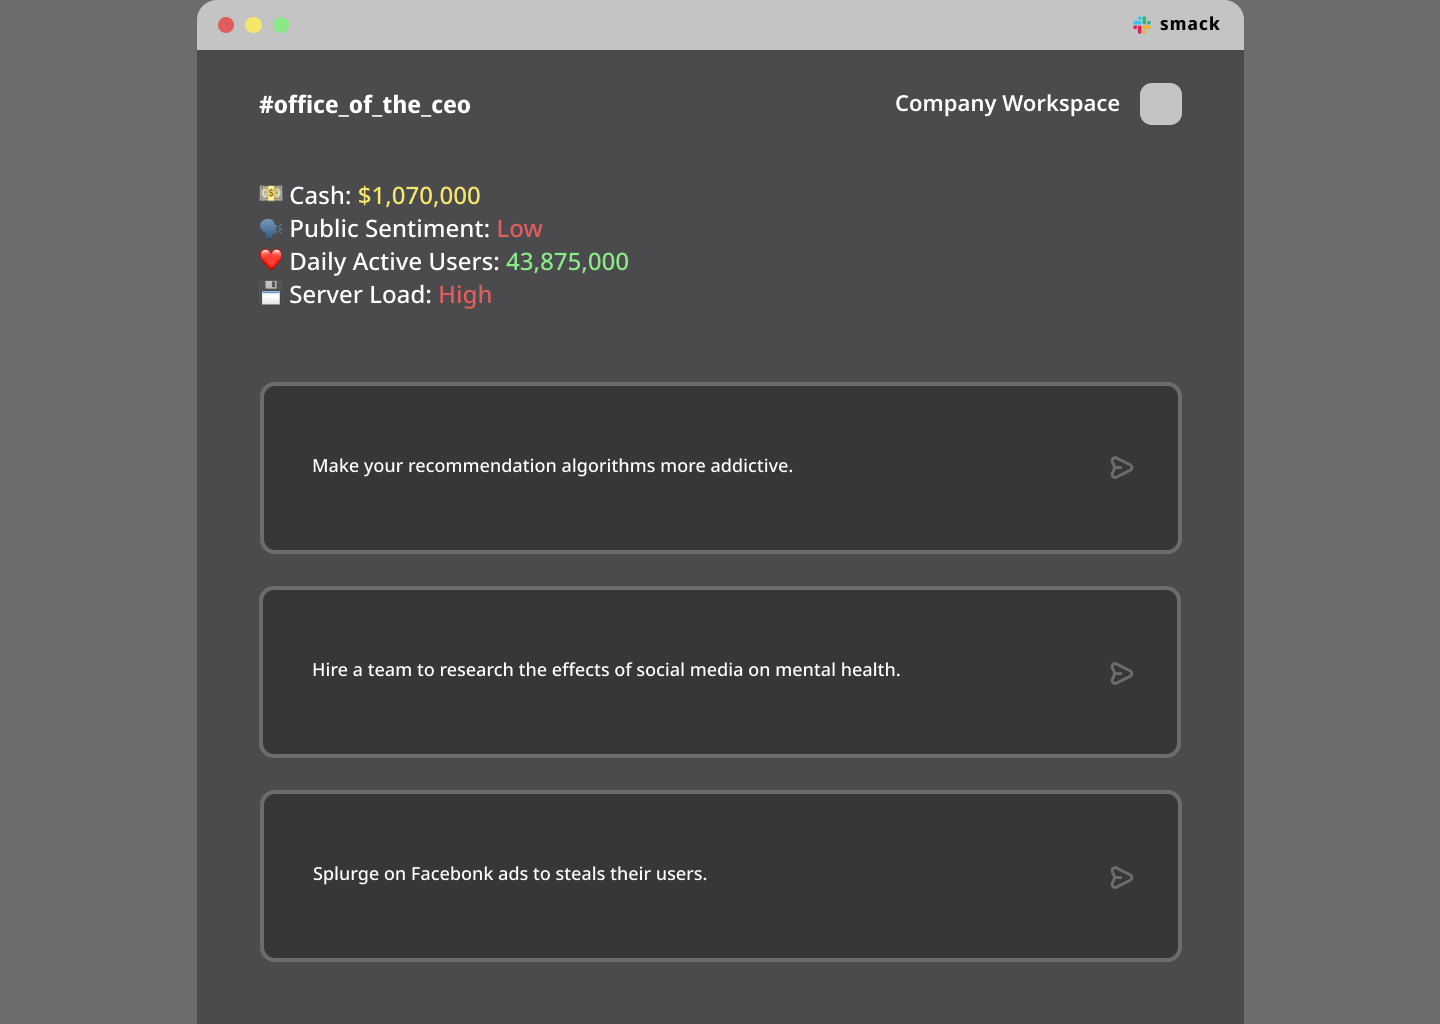 smack
#office_of_the_ceo
Company Workspace
Cash: $1,070,000
Public Sentiment: Low
Daily Active Users: 43,875,000
Server Load: High
Make your recommendation algorithms more addictive.
Hire a team to research the effects of social media on mental health.
Splurge on Facebonk ads to steals their users.